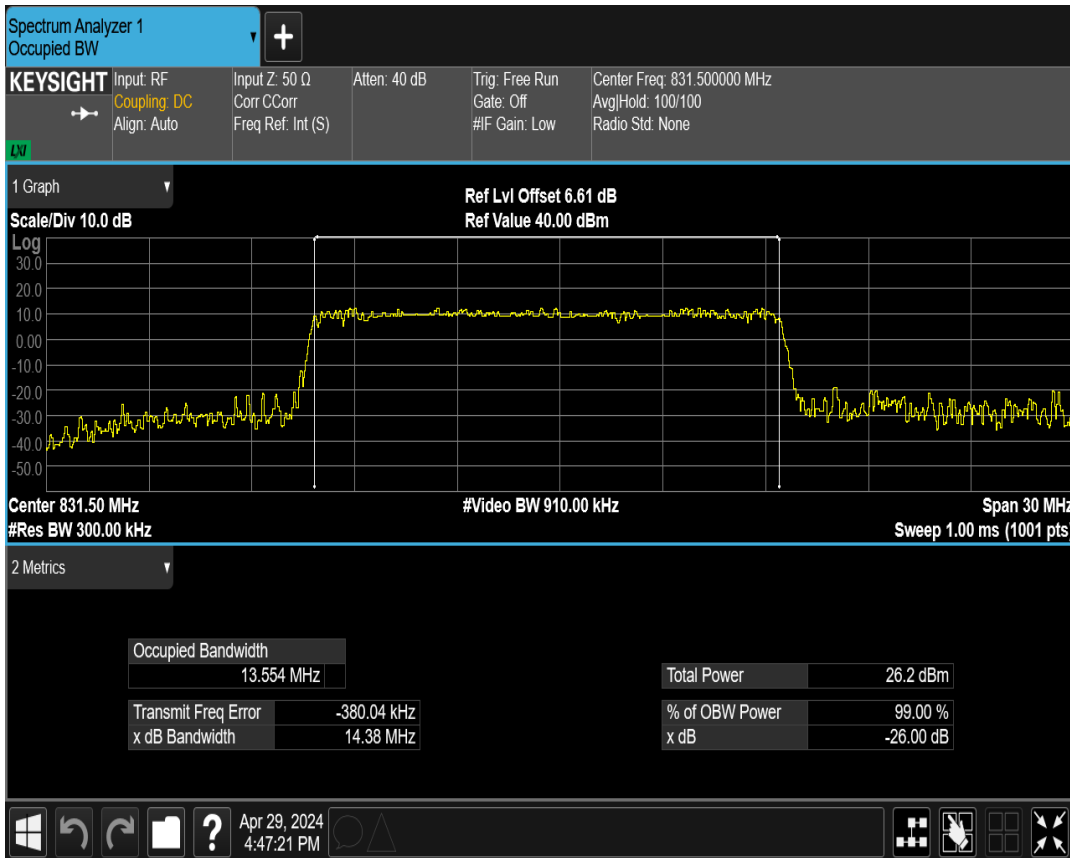 Spectrum Analyzer 1
Occupied BW
+
KEYSIGHT
LXI
Input: RF
Coupling: DC
Align: Auto
Input Z: 50 Ω
Corr CCorr
Freq Ref: Int (S)
Atten: 40 dB
Trig: Free Run
Gate: Off
#IF Gain: Low
Center Freq: 831.500000 MHz
Avg|Hold: 100/100
Radio Std: None
1 Graph
Scale/Div 10.0 dB
Ref Lvl Offset 6.61 dB
Ref Value 40.00 dBm
Log
30.0
20.0
10.0
0.00
-10.0
-20.0
-30.0
-40.0
-50.0
Center 831.50 MHz
#Res BW 300.00 kHz
#Video BW 910.00 kHz
Span 30 MHz
Sweep 1.00 ms (1001 pts)
2 Metrics
Occupied Bandwidth
13.554 MHz
Transmit Freq Error -380.04 kHz
x dB Bandwidth 14.38 MHz
Total Power 26.2 dBm
% of OBW Power 99.00 %
x dB -26.00 dB
?
Apr 29, 2024
4:47:21 PM